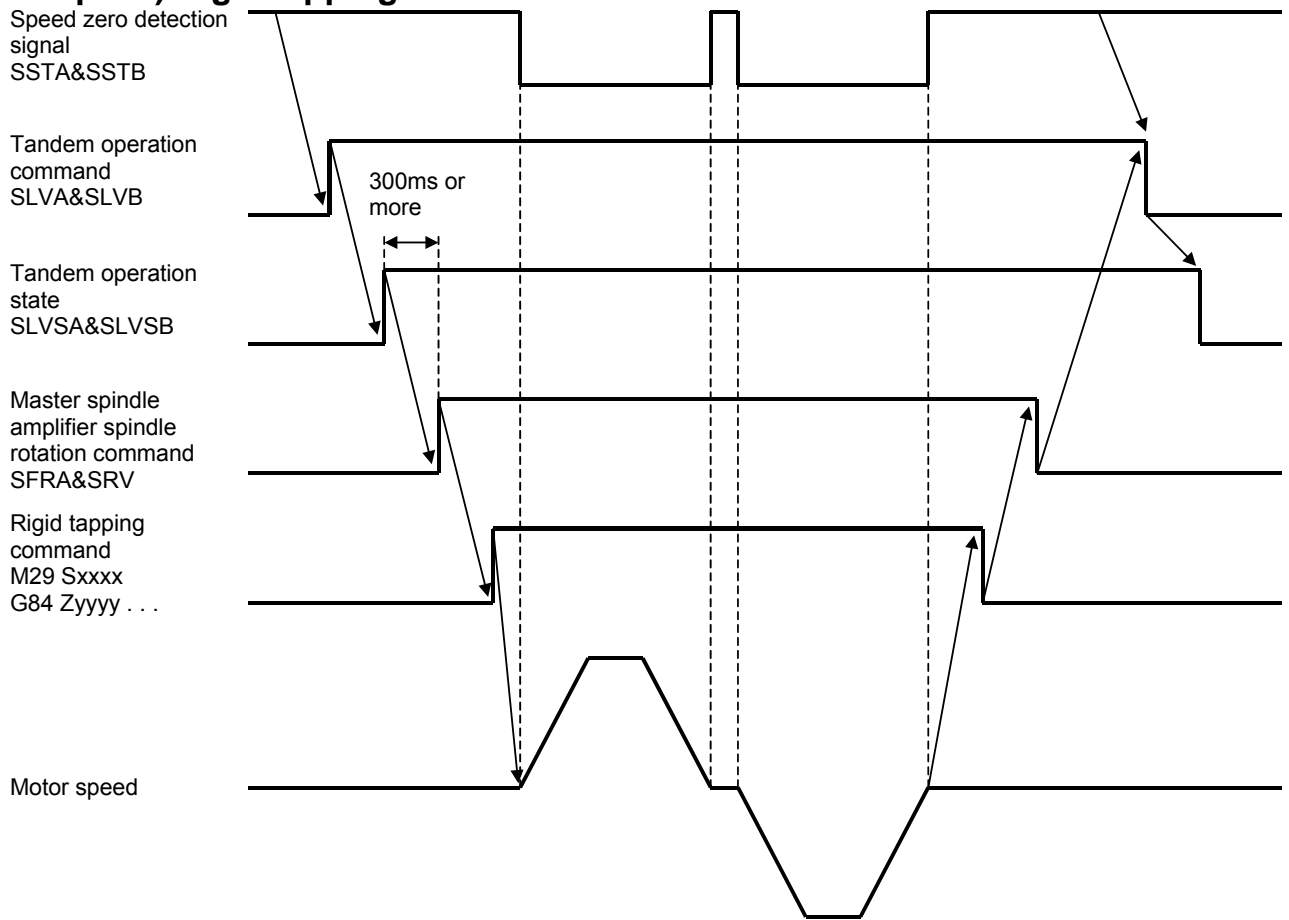 Speed zero detection
signal
SSTA&SSTB
Tandem operation
command
SLVA&SLVB
300ms or
more
Tandem operation
state
SLVSA&SLVSB
Master spindle
amplifier spindle
rotation command
SFRA&SRV
Rigid tapping
command
M29 Sxxxx
G84 Zyyyy . . .
Motor speed